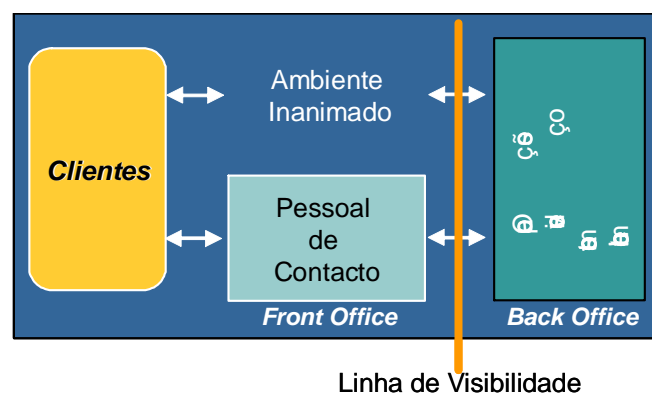 Clientes
Ambiente
Inanimado
Pessoal
de
Contacto
Front Office
Back Office
Linha de Visibilidade